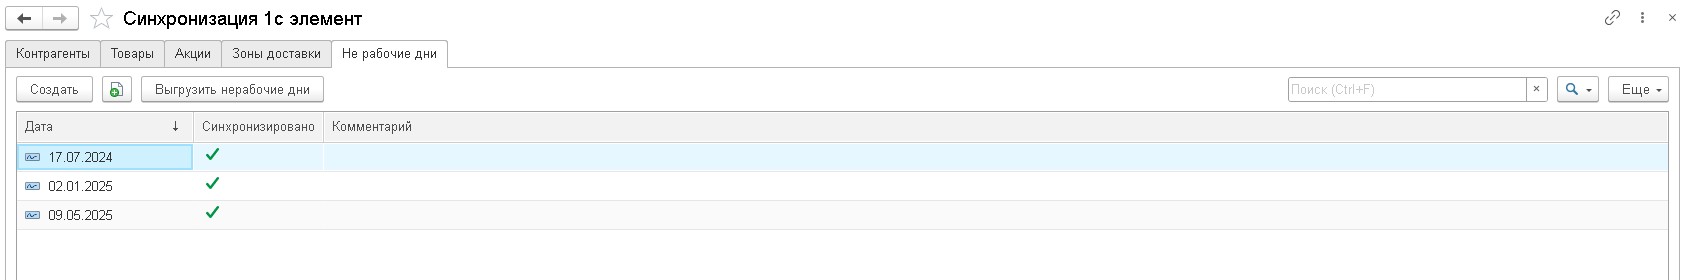 Синхронизация 1с элемент
Контрагенты Товары Акции Зоны доставки Не рабочие дни
Создать Выгрузить нерабочие дни Поиск (Ctrl+F) × Еще
Дата ↓ Синхронизировано Комментарий
17.07.2024
02.01.2025
09.05.2025